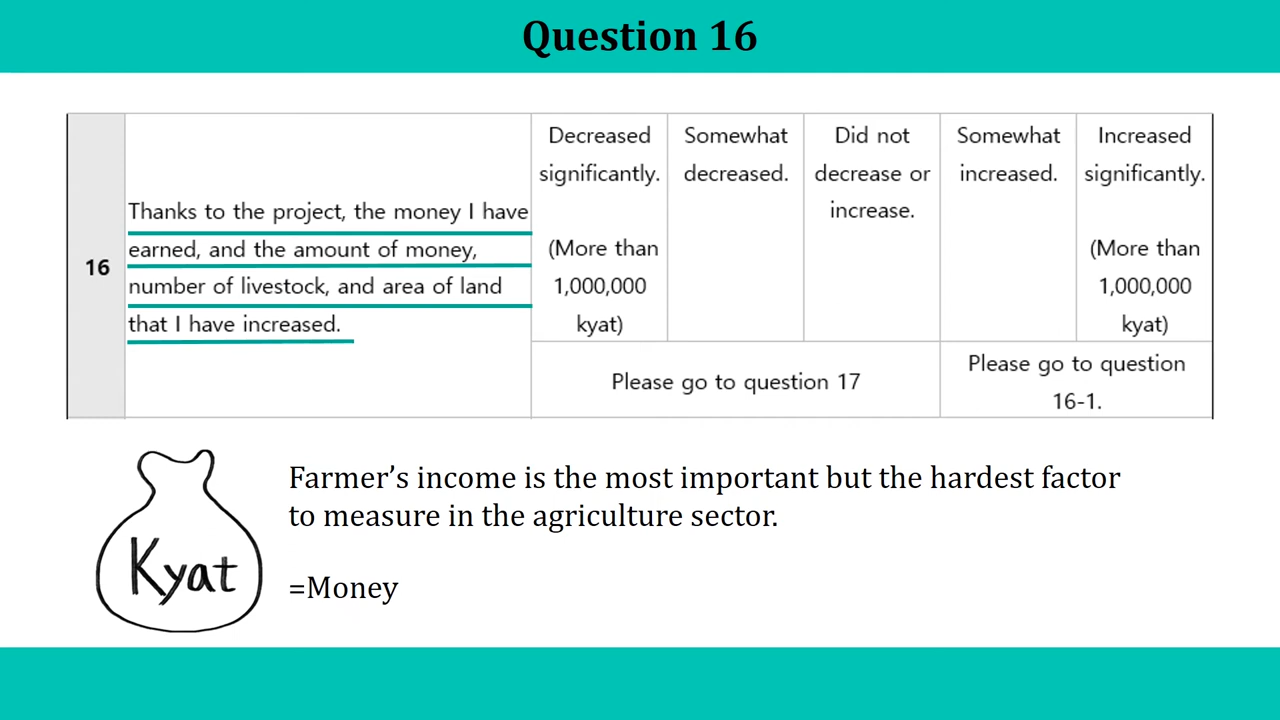 Question 16
16
Thanks to the project, the money I have
earned, and the amount of money,
number of livestock, and area of land
that I have increased.
Decreased
significantly.
(More than
1,000,000
kyat)
Somewhat
decreased.
Did not
decrease or
increase.
Somewhat
increased.
Increased
significantly.
(More than
1,000,000
kyat)
Please go to question 17
Please go to question
16-1.
Kyat
Farmer’s income is the most important but the hardest factor
to measure in the agriculture sector.
=Money